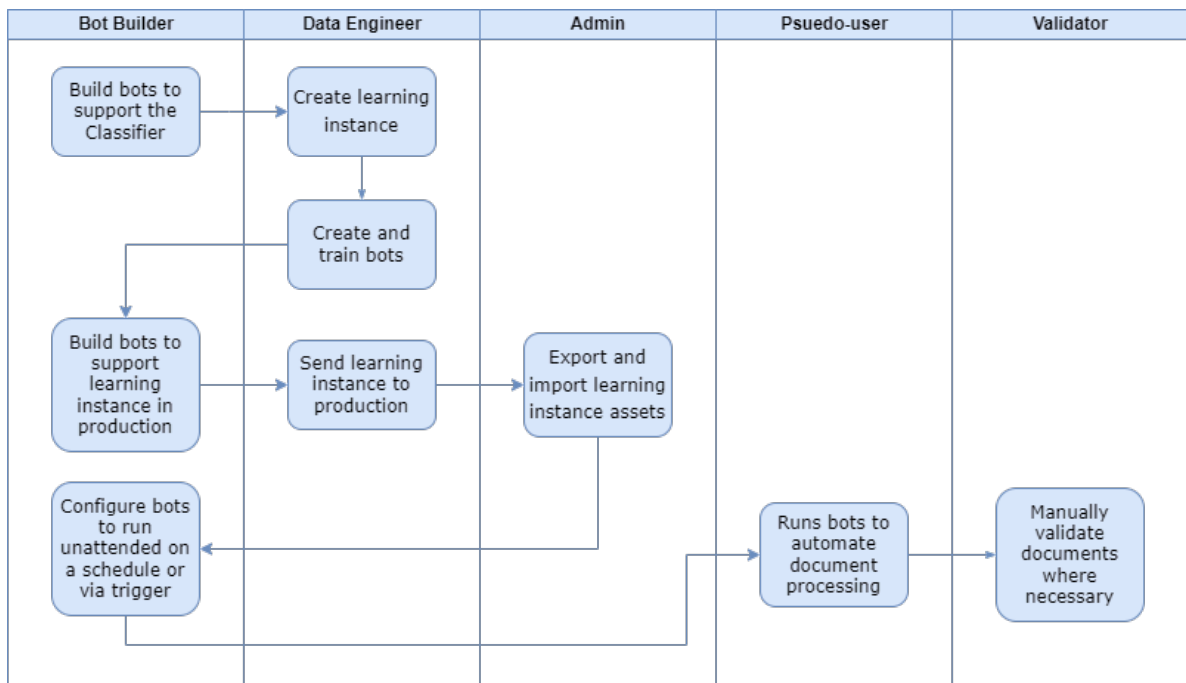 Bot Builder
Data Engineer
Admin
Psuedo-user
Validator
Build bots to
support the
Classifier
Create learning
instance
Create and
train bots
Build bots to
support
learning
instance in
production
Send learning
instance to
production
Export and
import learning
instance assets
Configure bots
to run
unattended on
a schedule or
via trigger
Runs bots to
automate
document
processing
Manually
validate
documents
where
necessary